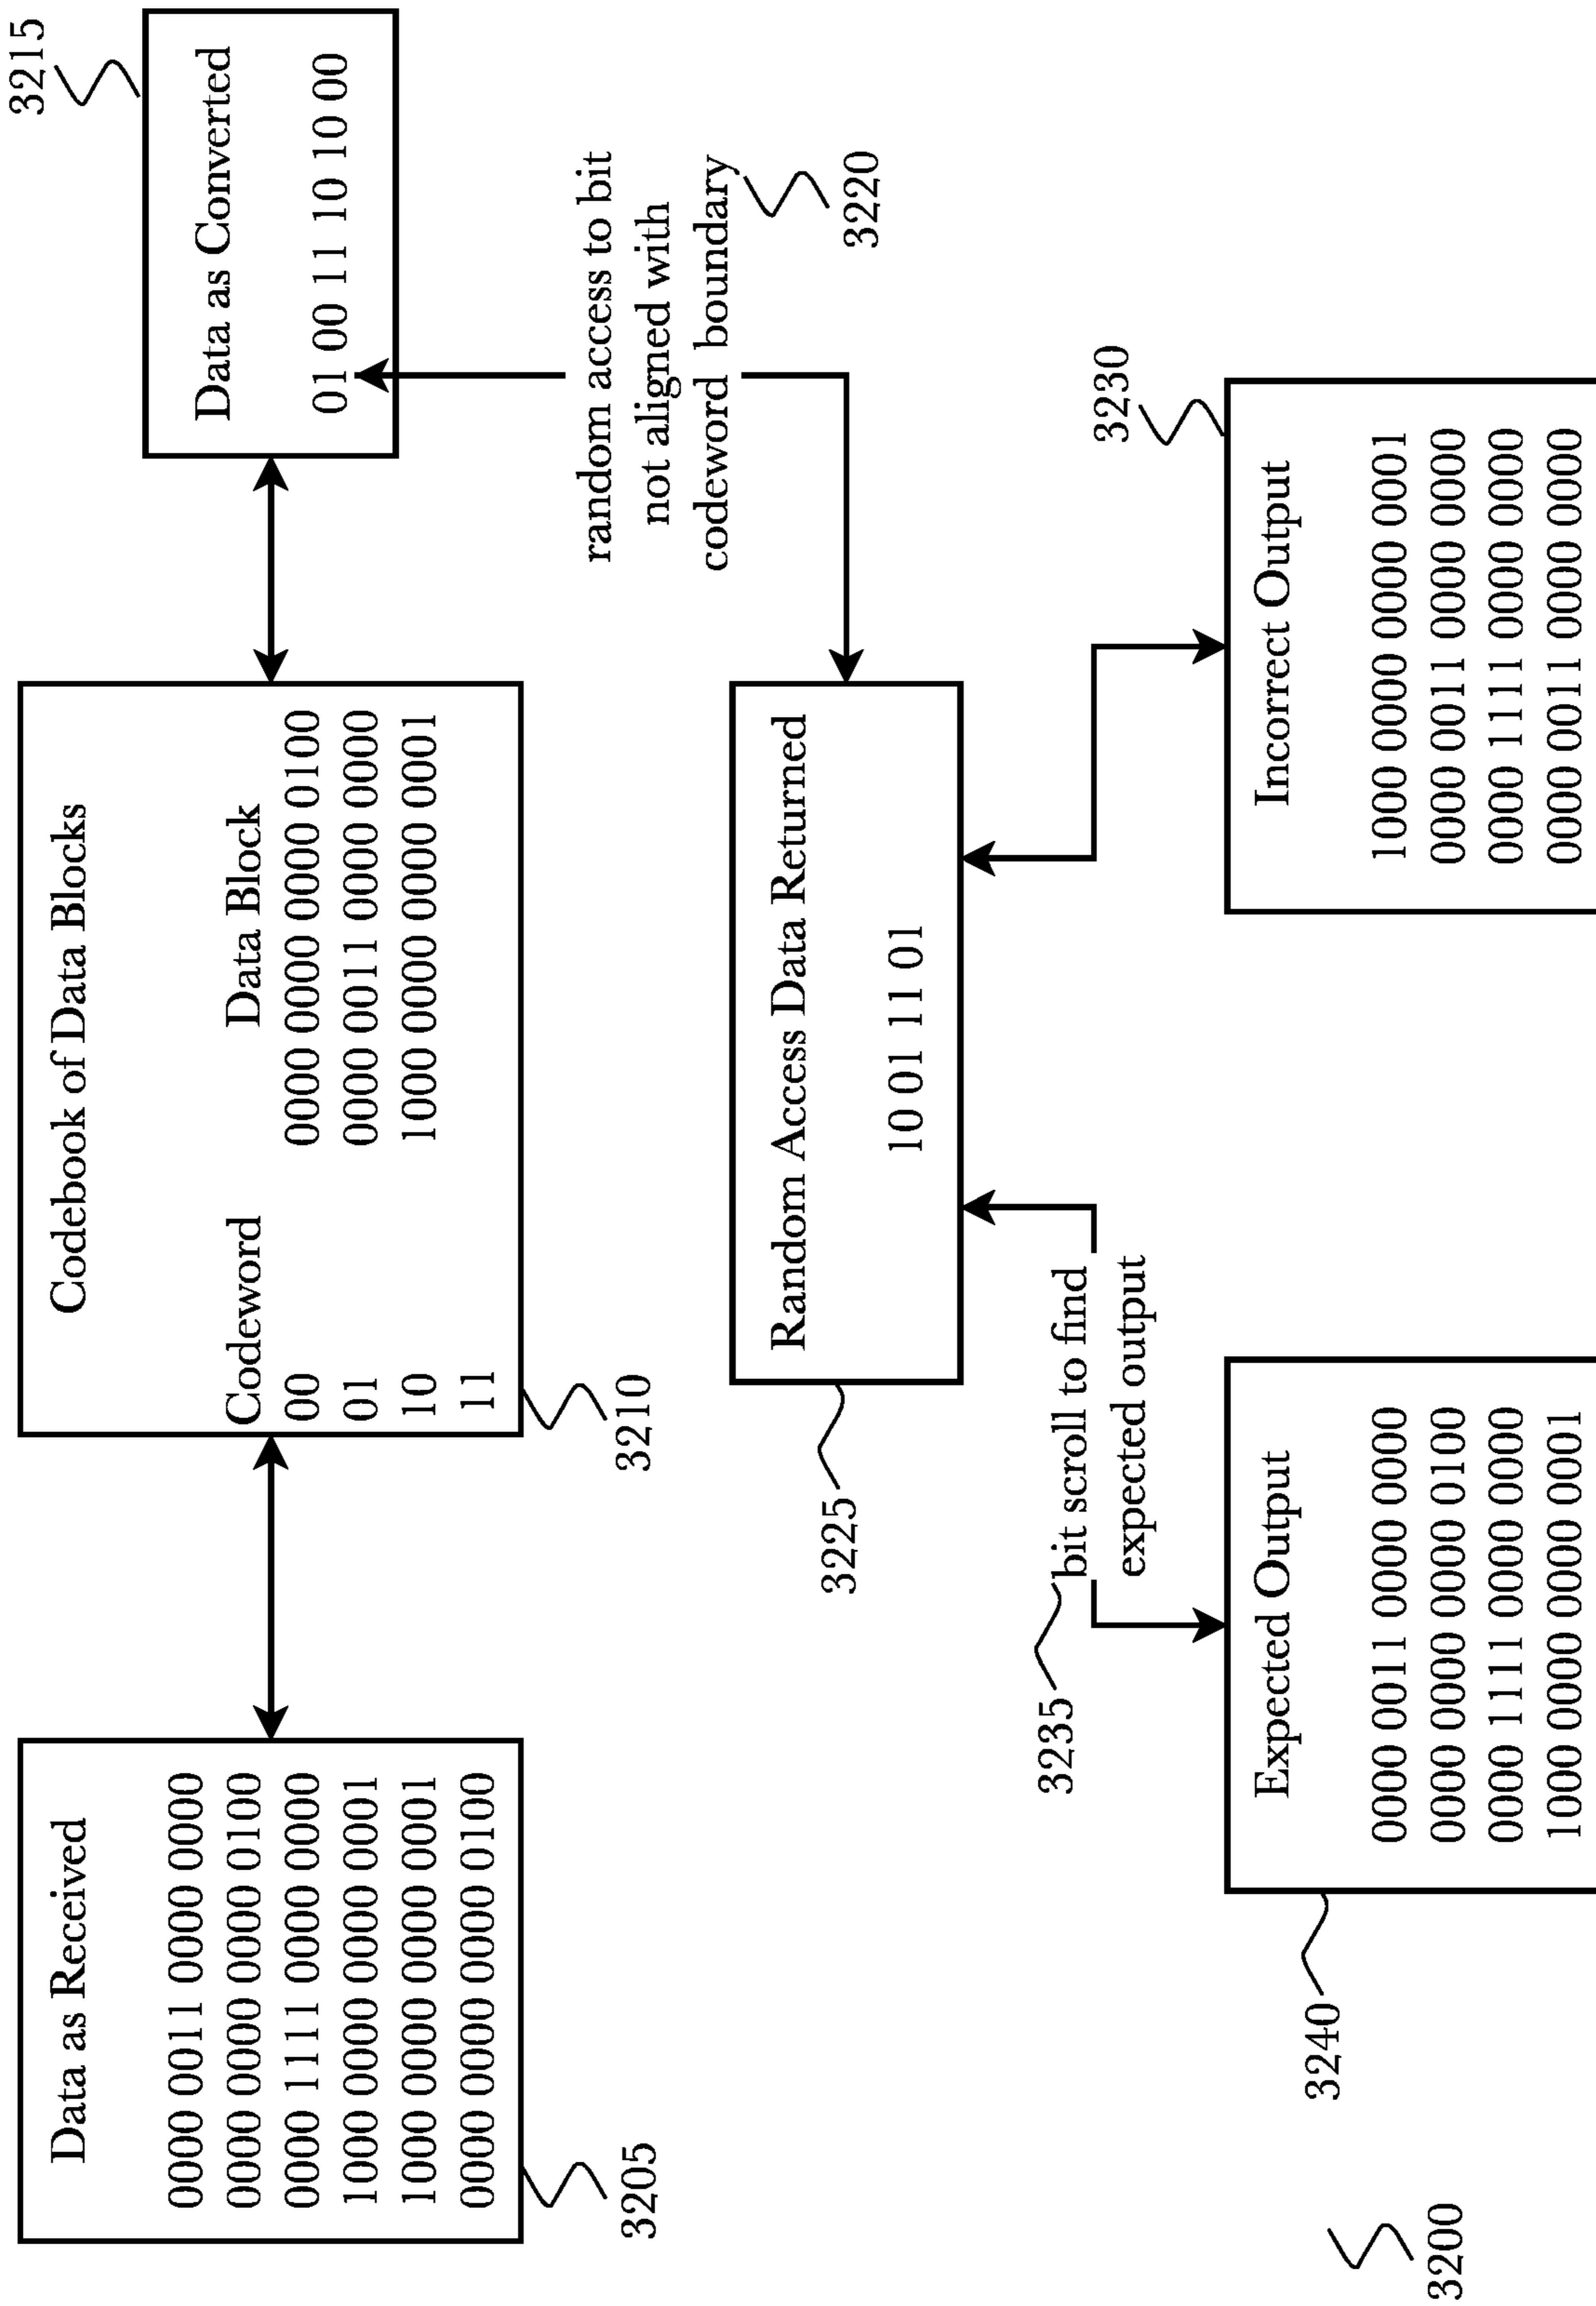 Data as Received
0000 0011 0000 0000
0000 0000 0000 0100
0000 1111 0000 0000
1000 0000 0000 0001
1000 0000 0000 0001
0000 0000 0000 0100
3205
Codebook of Data Blocks
Codeword Data Block
00 0000 0000 0000 0100
01 0000 0011 0000 0000
10 1000 0000 0000 0001
11
3210
3215
Data as Converted
01 00 11 10 10 00
random access to bit
not aligned with
codeword boundary
3220
Random Access Data Returned
10 01 11 01
3225
3235
bit scroll to find
expected output
Expected Output
0000 0011 0000 0000
0000 0000 0000 0100
0000 1111 0000 0000
1000 0000 0000 0001
3240
3230
Incorrect Output
1000 0000 0000 0001
0000 0011 0000 0000
0000 1111 0000 0000
0000 0011 0000 0000
3200